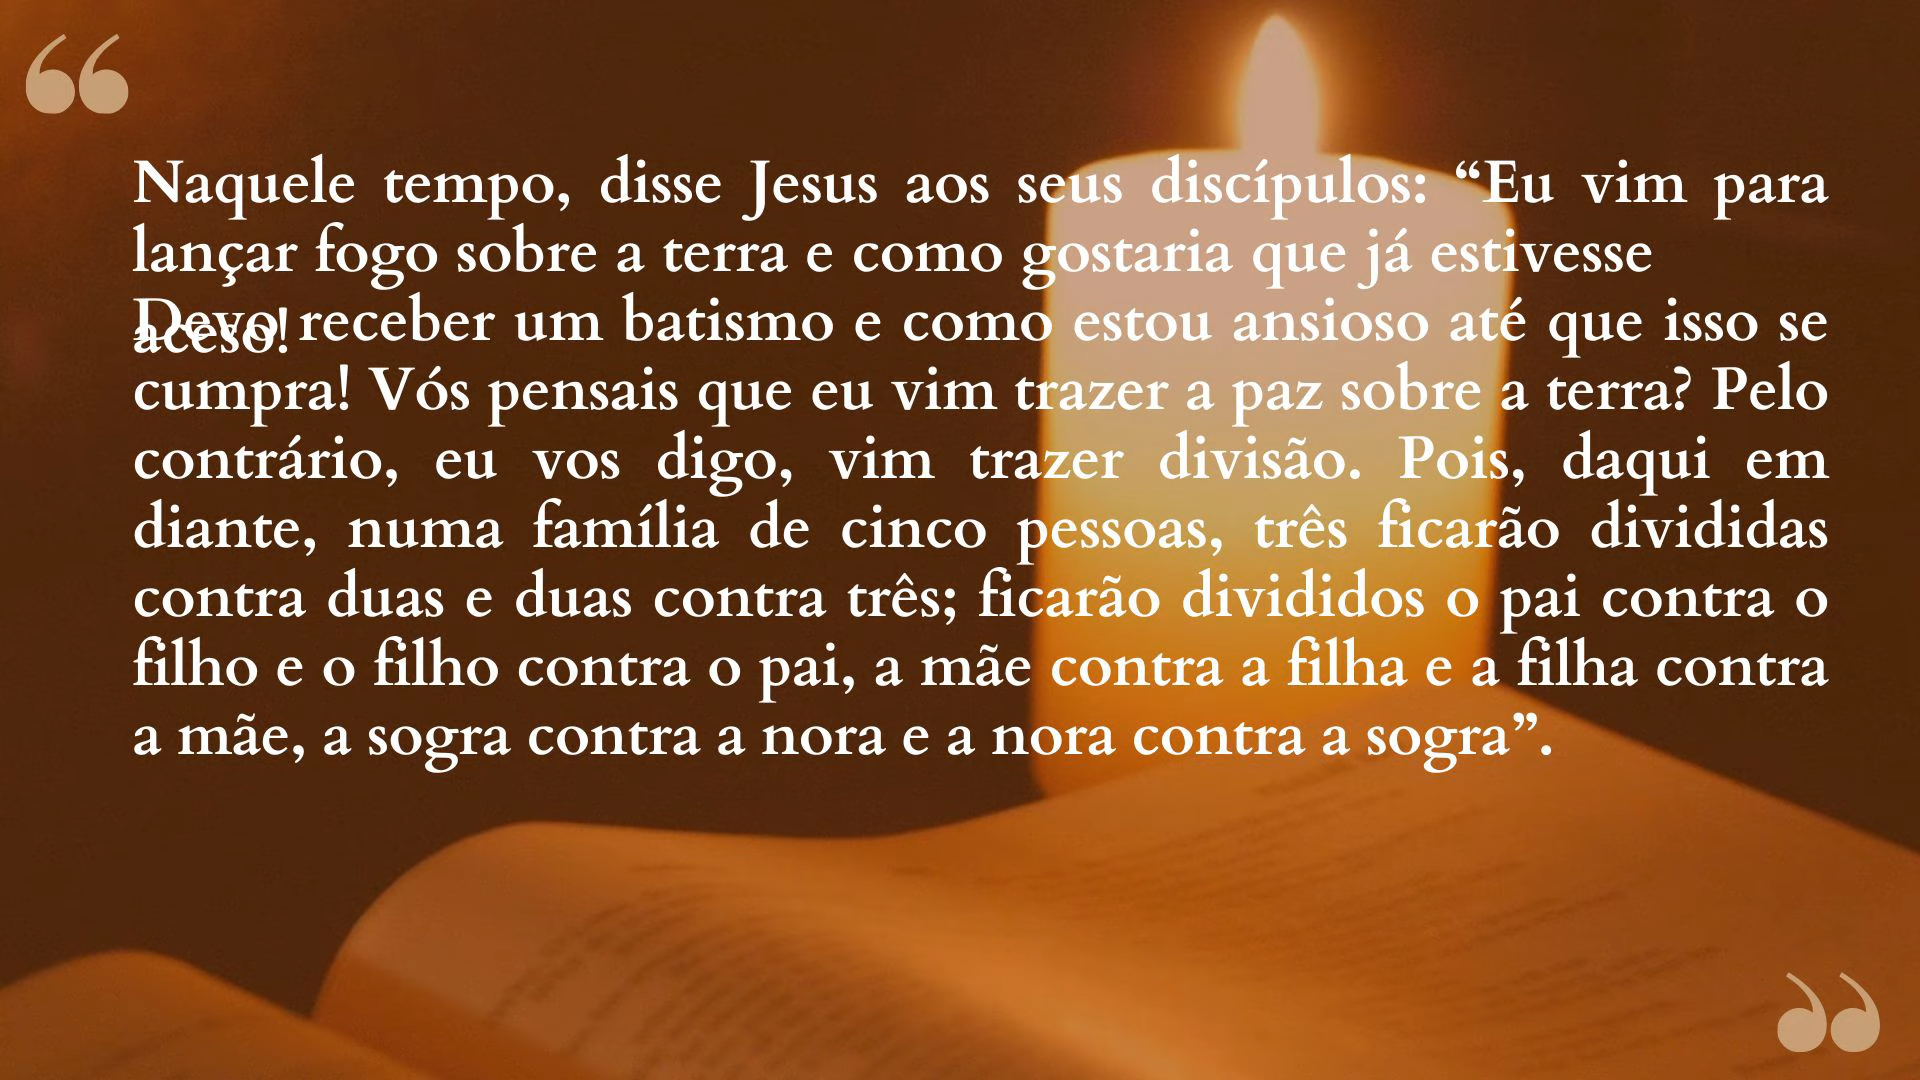 “
Naquele tempo, disse Jesus aos seus discípulos: “Eu vim para
lançar fogo sobre a terra e como gostaria que já estivesse
aceso!
Devo receber um batismo e como estou ansioso até que isso se
cumpra! Vós pensais que eu vim trazer a paz sobre a terra? Pelo
contrário, eu vos digo, vim trazer divisão. Pois, daqui em
diante, numa família de cinco pessoas, três ficarão divididas
contra duas e duas contra três; ficarão divididos o pai contra o
filho e o filho contra o pai, a mãe contra a filha e a filha contra
a mãe, a sogra contra a nora e a nora contra a sogra”.
”